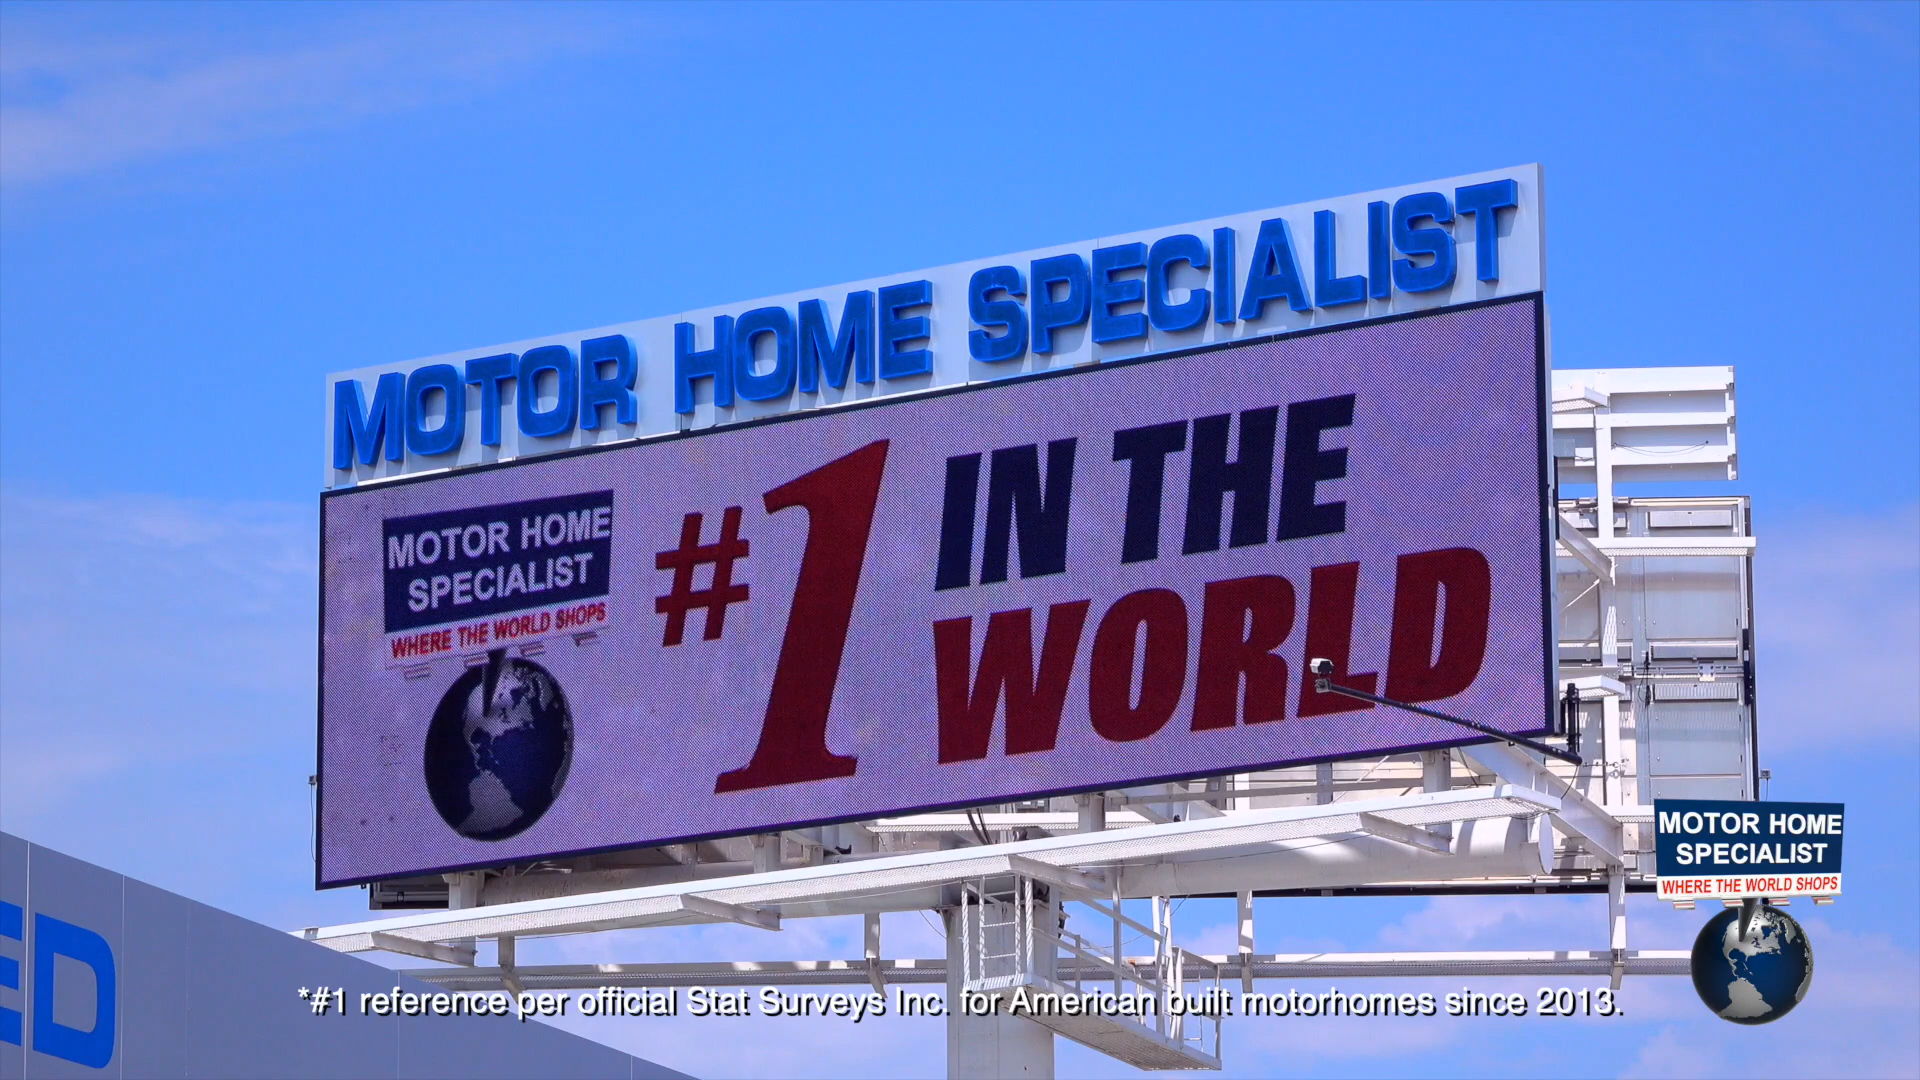 MOTOR HOME SPECIALIST
MOTOR HOME
SPECIALIST
WHERE THE WORLD SHOPS
#1 IN THE
WORLD
MOTOR HOME
SPECIALIST
WHERE THE WORLD SHOPS
ED
*#1 reference per official Stat Surveys Inc. for American built motorhomes since 2013.